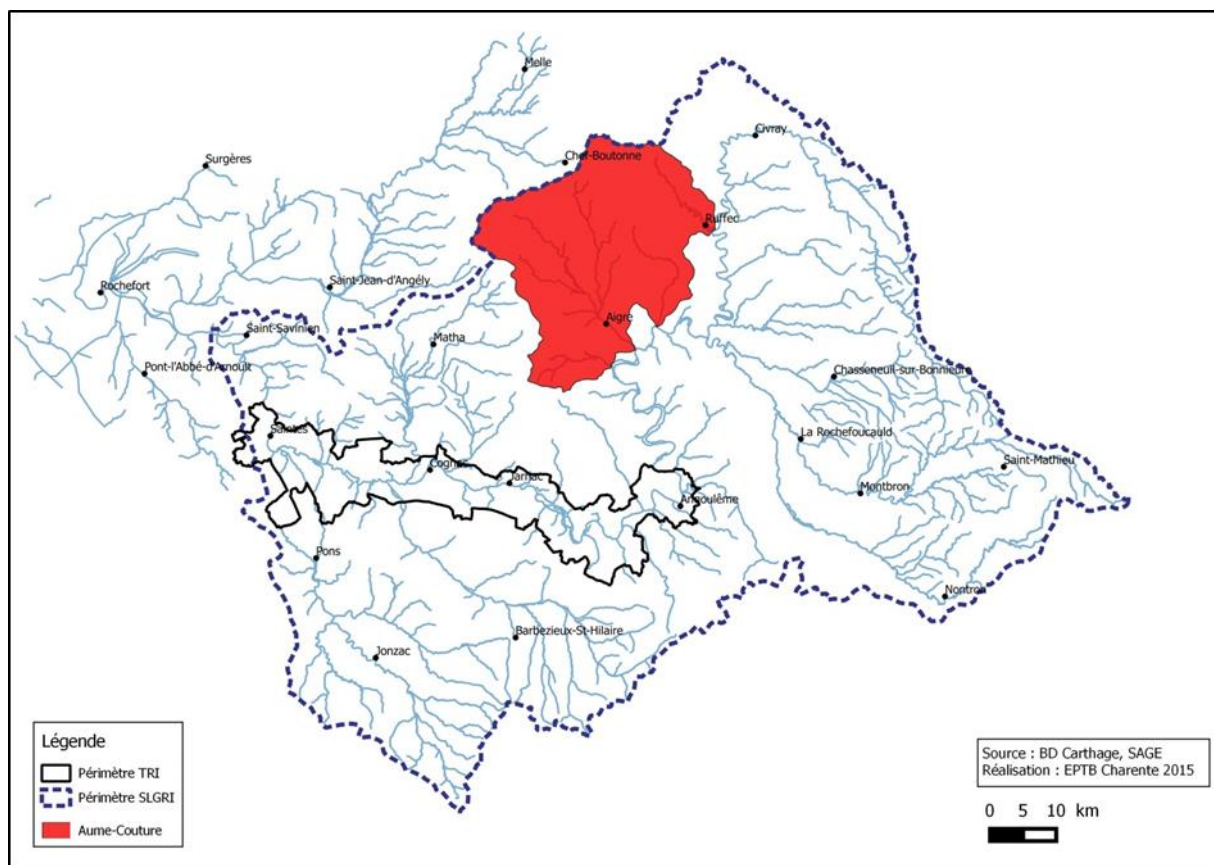 Melle
Civray
Chef-Boutonne
Surgères
Ruffec
Saint-Jean-d'Angély
Rochefort
Aigre
Saint-Savinien
Matha
Pont-l'Abbé-d'Arnoult
Chasseneuil-sur-Bonnieure
Saintes
La Rochefoucauld
Cognac
Saint-Mathieu
Jarnac
Montbron
Angoulême
Pons
Nontron
Barbezieux-St-Hilaire
Jonzac
Légende
Périmètre TRI
Périmètre SLGRI
Aume-Couture
Source : BD Carthage, SAGE
Réalisation : EPTB Charente 2015
0 5 10 km